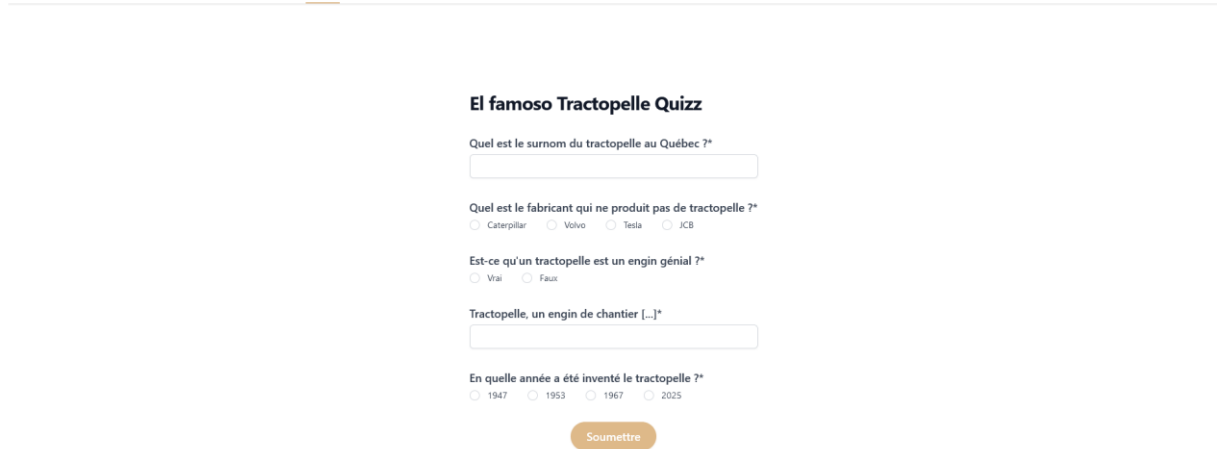 El famoso Tractopelle Quizz
Quel est le surnom du tractopelle au Québec ?*
Quel est le fabricant qui ne produit pas de tractopelle ?*
Caterpillar Volvo Tesla JCB
Est-ce qu'un tractopelle est un engin génial ?*
Vrai Faux
Tractopelle, un engin de chantier [...]*
En quelle année a été inventé le tractopelle ?*
1947 1953 1967 2025
Soumettre